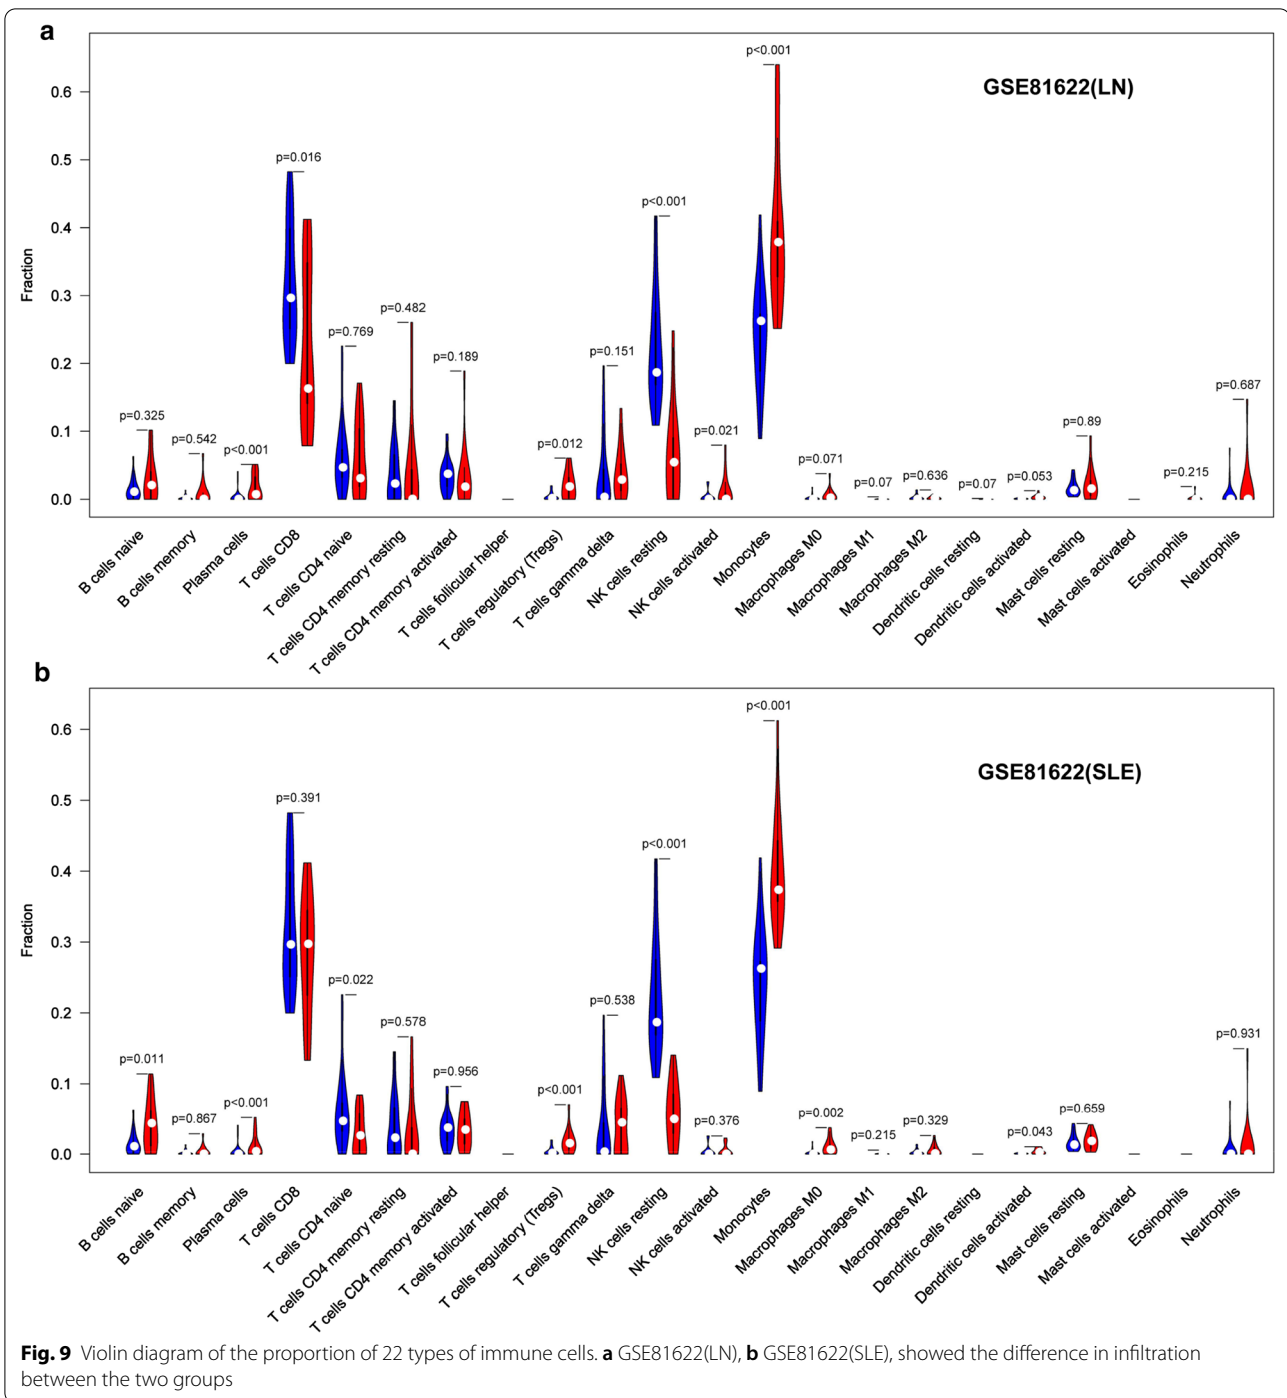 a
GSE81622(LN)
Fraction
0.6
0.5
0.4
0.3
0.2
0.1
0.0
p=0.325
p=0.542
p<0.001
p=0.016
p=0.769
p=0.482
p=0.189
p=0.012
p=0.151
p<0.001
p=0.021
p<0.001
p=0.071
p=0.07
p=0.636
p=0.07
p=0.053
p=0.89
p=0.215
p=0.687
B cells naive
B cells memory
Plasma cells
T cells CD8
T cells CD4 naive
T cells CD4 memory resting
T cells CD4 memory activated
T cells follicular helper
T cells regulatory (Tregs)
T cells gamma delta
NK cells resting
NK cells activated
Monocytes
Macrophages M0
Macrophages M1
Macrophages M2
Dendritic cells resting
Dendritic cells activated
Mast cells resting
Mast cells activated
Eosinophils
Neutrophils
b
GSE81622(SLE)
Fraction
0.6
0.5
0.4
0.3
0.2
0.1
0.0
p=0.011
p=0.867
p<0.001
p=0.391
p=0.022
p=0.578
p=0.956
p<0.001
p=0.538
p<0.001
p=0.376
p<0.001
p=0.002
p=0.215
p=0.329
p=0.043
p=0.659
p=0.931
B cells naive
B cells memory
Plasma cells
T cells CD8
T cells CD4 naive
T cells CD4 memory resting
T cells CD4 memory activated
T cells follicular helper
T cells regulatory (Tregs)
T cells gamma delta
NK cells resting
NK cells activated
Monocytes
Macrophages M0
Macrophages M1
Macrophages M2
Dendritic cells resting
Dendritic cells activated
Mast cells resting
Mast cells activated
Eosinophils
Neutrophils
Fig. 9 Violin diagram of the proportion of 22 types of immune cells. a GSE81622(LN), b GSE81622(SLE), showed the difference in infiltration
between the two groups